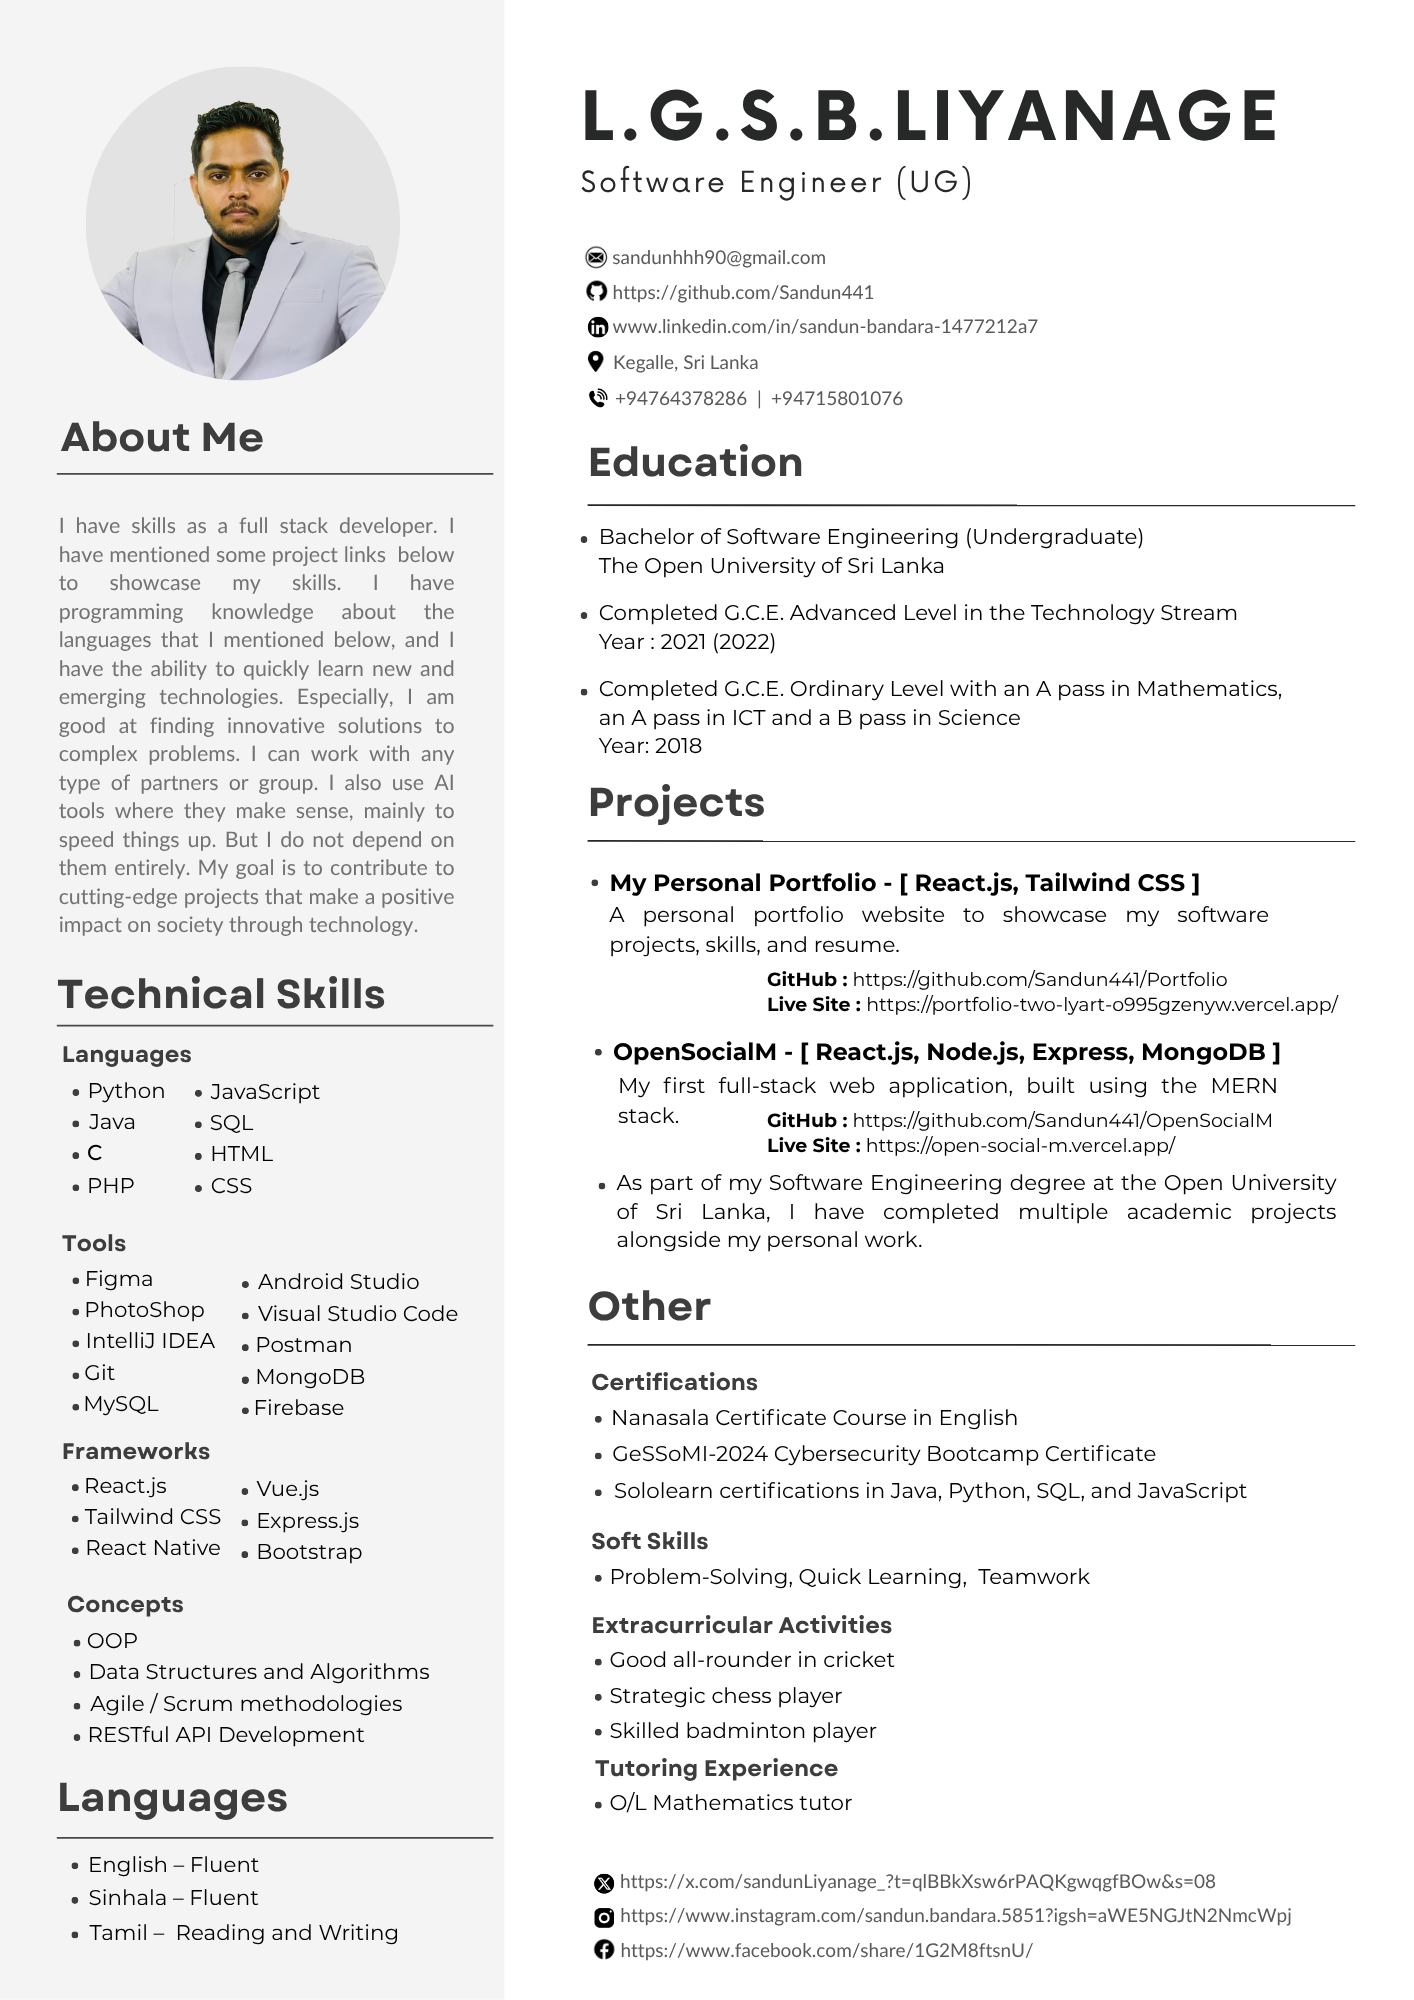 L.G.S.B.LIYANAGE
Software Engineer (UG)
sandunhhh90@gmail.com
https://github.com/Sandun441
www.linkedin.com/in/sandun-bandara-1477212a7
Kegalle, Sri Lanka
+94764378286 | +94715801076
About Me
I have skills as a full stack developer. I
have mentioned some project links below
to showcase my skills. I have
programming knowledge about the
languages that I mentioned below, and I
have the ability to quickly learn new and
emerging technologies. Especially, I am
good at finding innovative solutions to
complex problems. I can work with any
type of partners or group. I also use AI
tools where they make sense, mainly to
speed things up. But I do not depend on
them entirely. My goal is to contribute to
cutting-edge projects that make a positive
impact on society through technology.
Technical Skills
Languages
• Python • JavaScript
• Java • SQL
• C • HTML
• PHP • CSS
Tools
• Figma • Android Studio
• PhotoShop • Visual Studio Code
• IntelliJ IDEA • Postman
• Git • MongoDB
• MySQL • Firebase
Frameworks
• React.js • Vue.js
• Tailwind CSS • Express.js
• React Native • Bootstrap
Concepts
• OOP
• Data Structures and Algorithms
• Agile / Scrum methodologies
• RESTful API Development
Languages
• English – Fluent
• Sinhala – Fluent
• Tamil – Reading and Writing
Education
• Bachelor of Software Engineering (Undergraduate)
The Open University of Sri Lanka
• Completed G.C.E. Advanced Level in the Technology Stream
Year : 2021 (2022)
• Completed G.C.E. Ordinary Level with an A pass in Mathematics,
an A pass in ICT and a B pass in Science
Year: 2018
Projects
• My Personal Portfolio - [ React.js, Tailwind CSS ]
A personal portfolio website to showcase my software
projects, skills, and resume.
GitHub : https://github.com/Sandun441/Portfolio
Live Site : https://portfolio-two-lyart-o995gzenyw.vercel.app/
• OpenSocialM - [ React.js, Node.js, Express, MongoDB ]
My first full-stack web application, built using the MERN
stack.
GitHub : https://github.com/Sandun441/OpenSocialM
Live Site : https://open-social-m.vercel.app/
• As part of my Software Engineering degree at the Open University
of Sri Lanka, I have completed multiple academic projects
alongside my personal work.
Other
Certifications
• Nanasala Certificate Course in English
• GeSSoMI-2024 Cybersecurity Bootcamp Certificate
• Sololearn certifications in Java, Python, SQL, and JavaScript
Soft Skills
• Problem-Solving, Quick Learning, Teamwork
Extracurricular Activities
• Good all-rounder in cricket
• Strategic chess player
• Skilled badminton player
Tutoring Experience
• O/L Mathematics tutor
https://x.com/sandunLiyanage_?t=qlBBkXsw6rPAQKgwqgfBOw&s=08
https://www.instagram.com/sandun.bandara.5851?igsh=aWE5NGJtN2NmcWpj
https://www.facebook.com/share/1G2M8ftsnU/